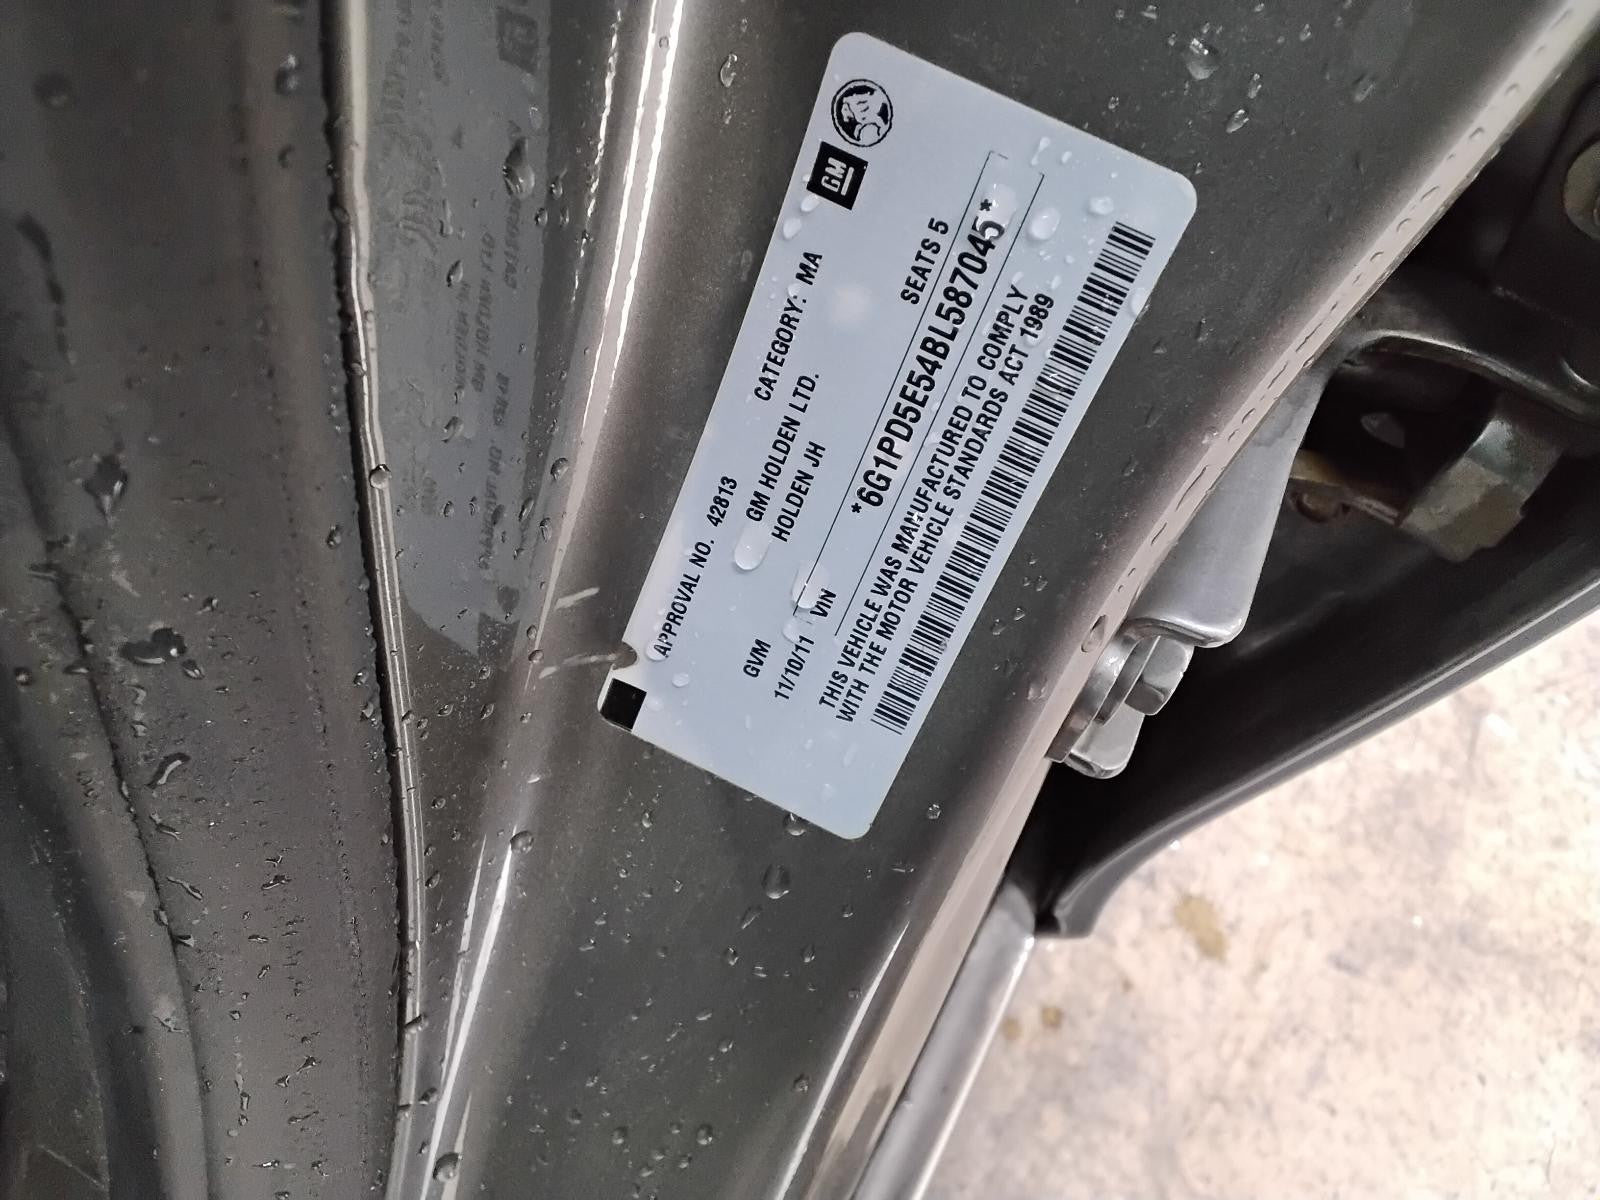 GM
APPROVAL NO. 42813
CATEGORY: MA
GM HOLDEN LTD.
HOLDEN JH
GVM
SEATS 5
11/10/11 VIN *6G1PD5E54BL587045*
THIS VEHICLE WAS MANUFACTURED TO COMPLY
WITH THE MOTOR VEHICLE STANDARDS ACT 1989